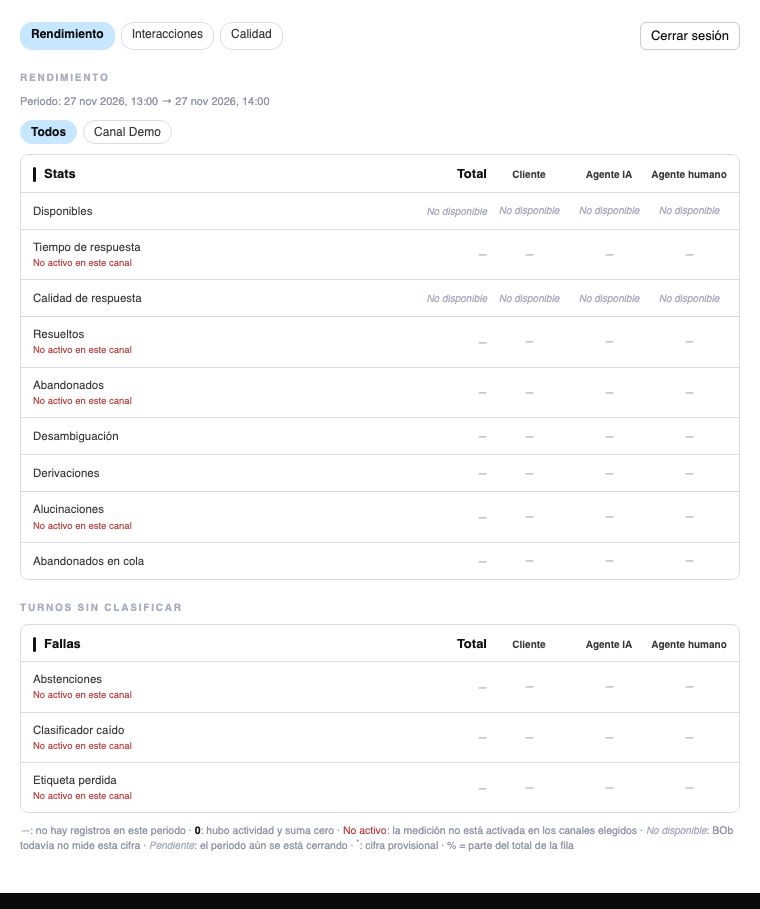 Rendimiento Interacciones Calidad Cerrar sesión
RENDIMIENTO
Periodo: 27 nov 2026, 13:00 → 27 nov 2026, 14:00
Todos Canal Demo
Stats Total Cliente Agente IA Agente humano
Disponibles No disponible No disponible No disponible No disponible
Tiempo de respuesta — — — —
No activo en este canal
Calidad de respuesta No disponible No disponible No disponible No disponible
Resueltos — — — —
No activo en este canal
Abandonados — — — —
No activo en este canal
Desambiguación — — — —
Derivaciones — — — —
Alucinaciones — — — —
No activo en este canal
Abandonados en cola — — — —
TURNOS SIN CLASIFICAR
Fallas Total Cliente Agente IA Agente humano
Abstenciones — — — —
No activo en este canal
Clasificador caído — — — —
No activo en este canal
Etiqueta perdida — — — —
No activo en este canal
—: no hay registros en este periodo · 0: hubo actividad y suma cero · No activo: la medición no está activada en los canales elegidos · No disponible: BOb
todavía no mide esta cifra · Pendiente: el periodo aún se está cerrando · *: cifra provisional · % = parte del total de la fila